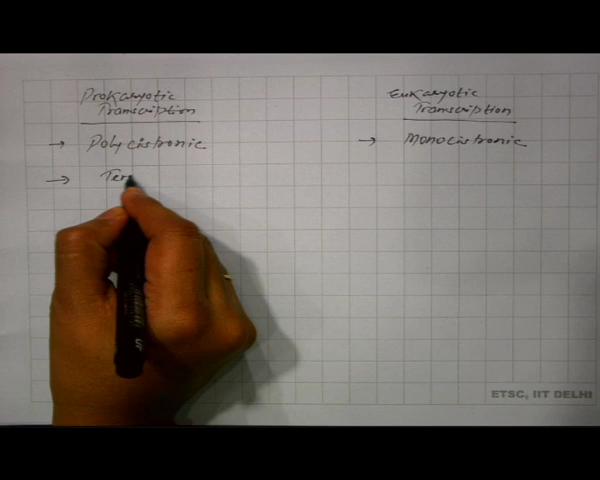 Prokaryotic
Transcription
→ Polycistronic
→ Ter
Eukaryotic
Transcription
→ Monocistronic
ETSC, IIT DELHI